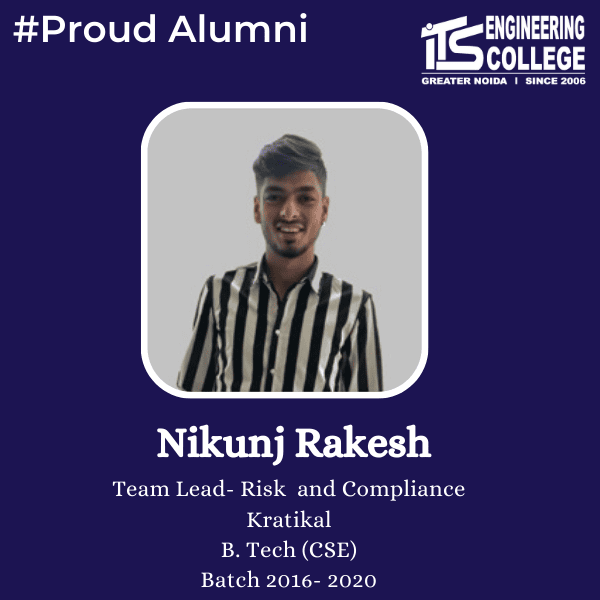 #Proud Alumni
iTS ENGINEERING
COLLEGE
GREATER NOIDA | SINCE 2006
Nikunj Rakesh
Team Lead- Risk and Compliance
Kratikal
B. Tech (CSE)
Batch 2016- 2020